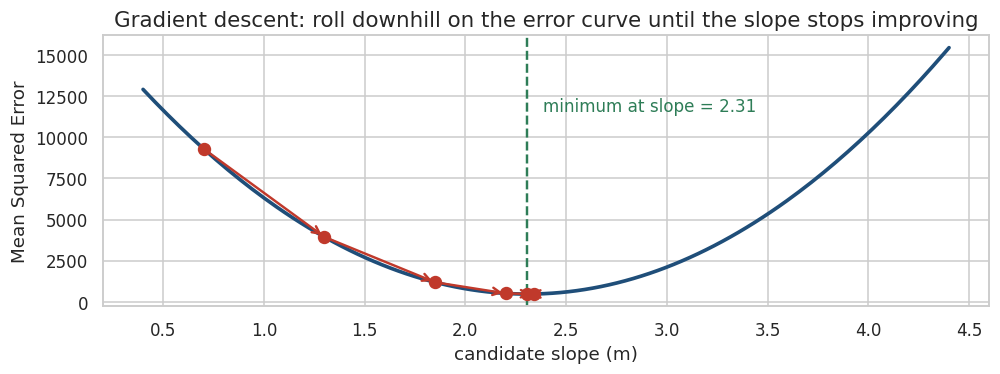 Gradient descent: roll downhill on the error curve until the slope stops improving
Mean Squared Error
15000
12500
10000
7500
5000
2500
0
minimum at slope = 2.31
0.5 1.0 1.5 2.0 2.5 3.0 3.5 4.0 4.5
candidate slope (m)